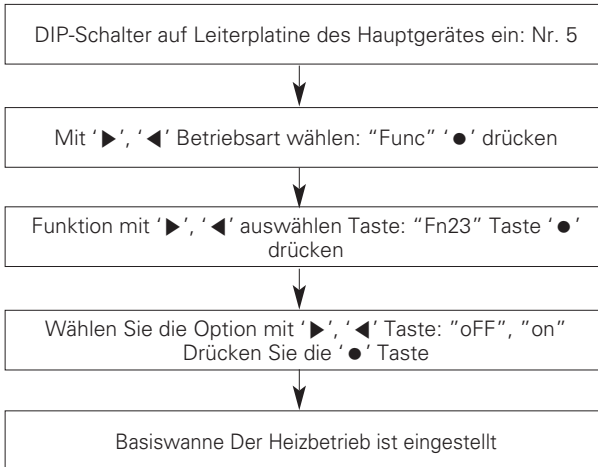 DIP-Schalter auf Leiterplatine des Hauptgerätes ein: Nr. 5
Mit ‘▶’, ‘◀’ Betriebsart wählen: “Func” ‘●’ drücken
Funktion mit ‘▶’, ‘◀’ auswählen Taste: “Fn23” Taste ‘●’
drücken
Wählen Sie die Option mit ‘▶’, ‘◀’ Taste: ”oFF”, ”on”
Drücken Sie die ‘●’ Taste
Basiswanne Der Heizbetrieb ist eingestellt